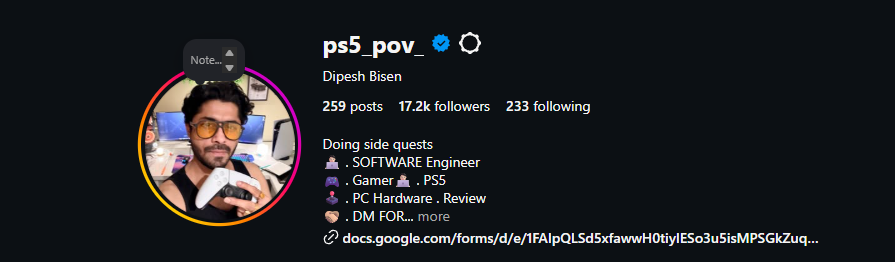 Note...
ps5_pov_
Dipesh Bisen
259 posts 17.2k followers 233 following
Doing side quests
👨🏻‍💻 . SOFTWARE Engineer
🎮 . Gamer 👨🏻‍💻 . PS5
🕹️ . PC Hardware . Review
🤝🏻 . DM FOR... more
docs.google.com/forms/d/e/1FAIpQLSd5xfawwH0tiylESo3u5isMPSGkZuq...